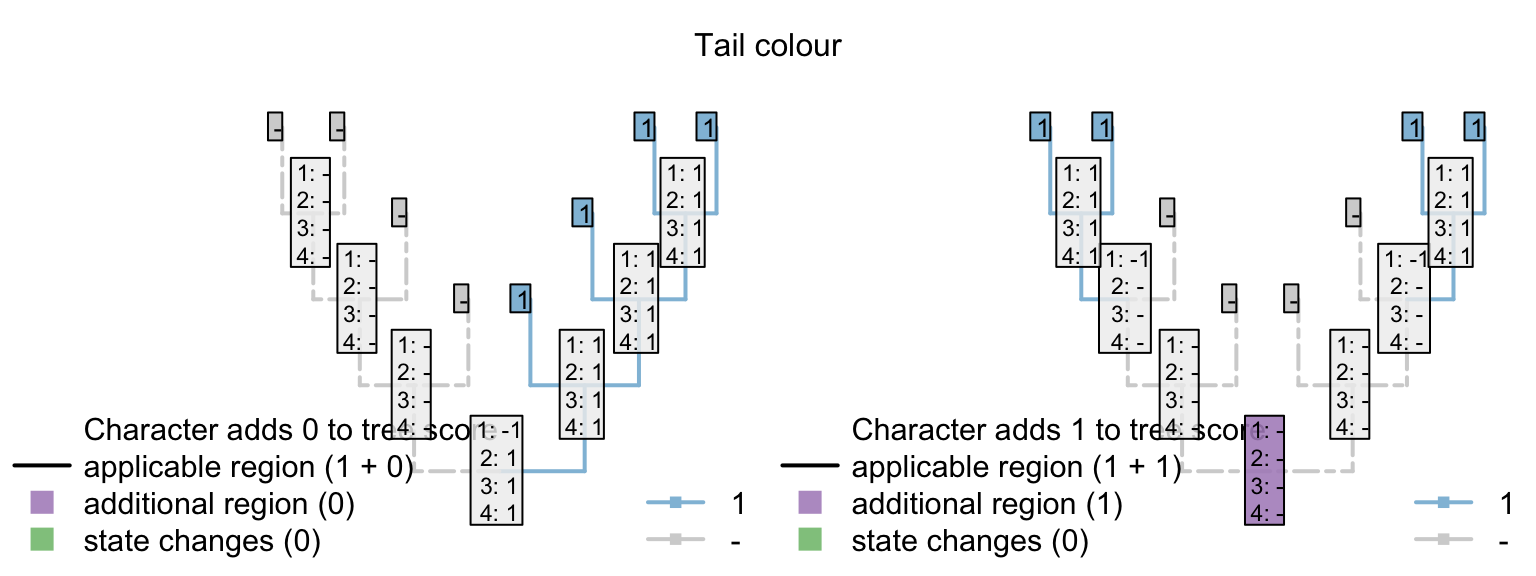 Tail colour
- - 1 1
1: - 1: 1
2: - 2: 1
3: - 3: 1
4: - 4: 1
- 1
1: - 1: 1
2: - 2: 1
3: - 3: 1
4: - 4: 1
- 1
1: - 1: 1
2: - 2: 1
3: - 3: 1
4: - 4: 1
1: -1
2: 1
3: 1
4: 1
Character adds 0 to tree score
applicable region (1 + 0)
additional region (0)
state changes (0)
1
-
1 1 1 1
1: 1 1: 1
2: 1 2: 1
3: 1 3: 1
4: 1 4: 1
- -
1: -1 1: -1
2: - 2: -
3: - 3: -
4: - 4: -
- -
1: - 1: -
2: - 2: -
3: - 3: -
4: - 4: -
1: -
2: -
3: -
4: -
Character adds 1 to tree score
applicable region (1 + 1)
additional region (1)
state changes (0)
1
-